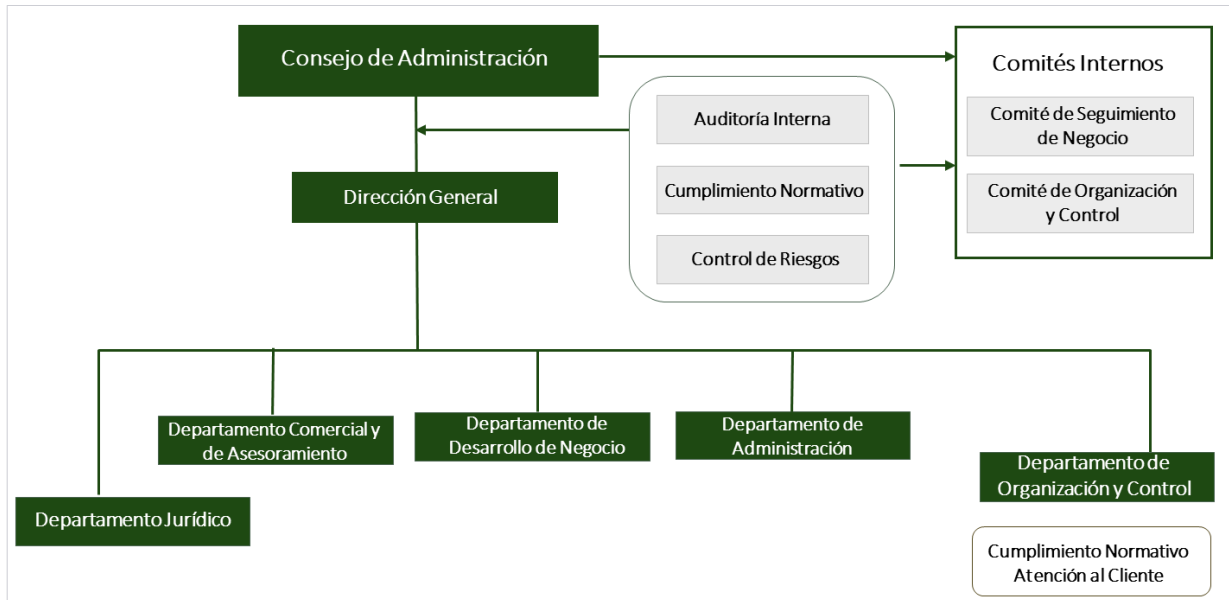 Consejo de Administración
Comités Internos
Auditoría Interna
Comité de Seguimiento
de Negocio
Cumplimiento Normativo
Dirección General
Comité de Organización
y Control
Control de Riesgos
Departamento Comercial y
de Asesoramiento
Departamento de
Desarrollo de Negocio
Departamento de
Administración
Departamento de
Organización y Control
Departamento Jurídico
Cumplimiento Normativo
Atención al Cliente